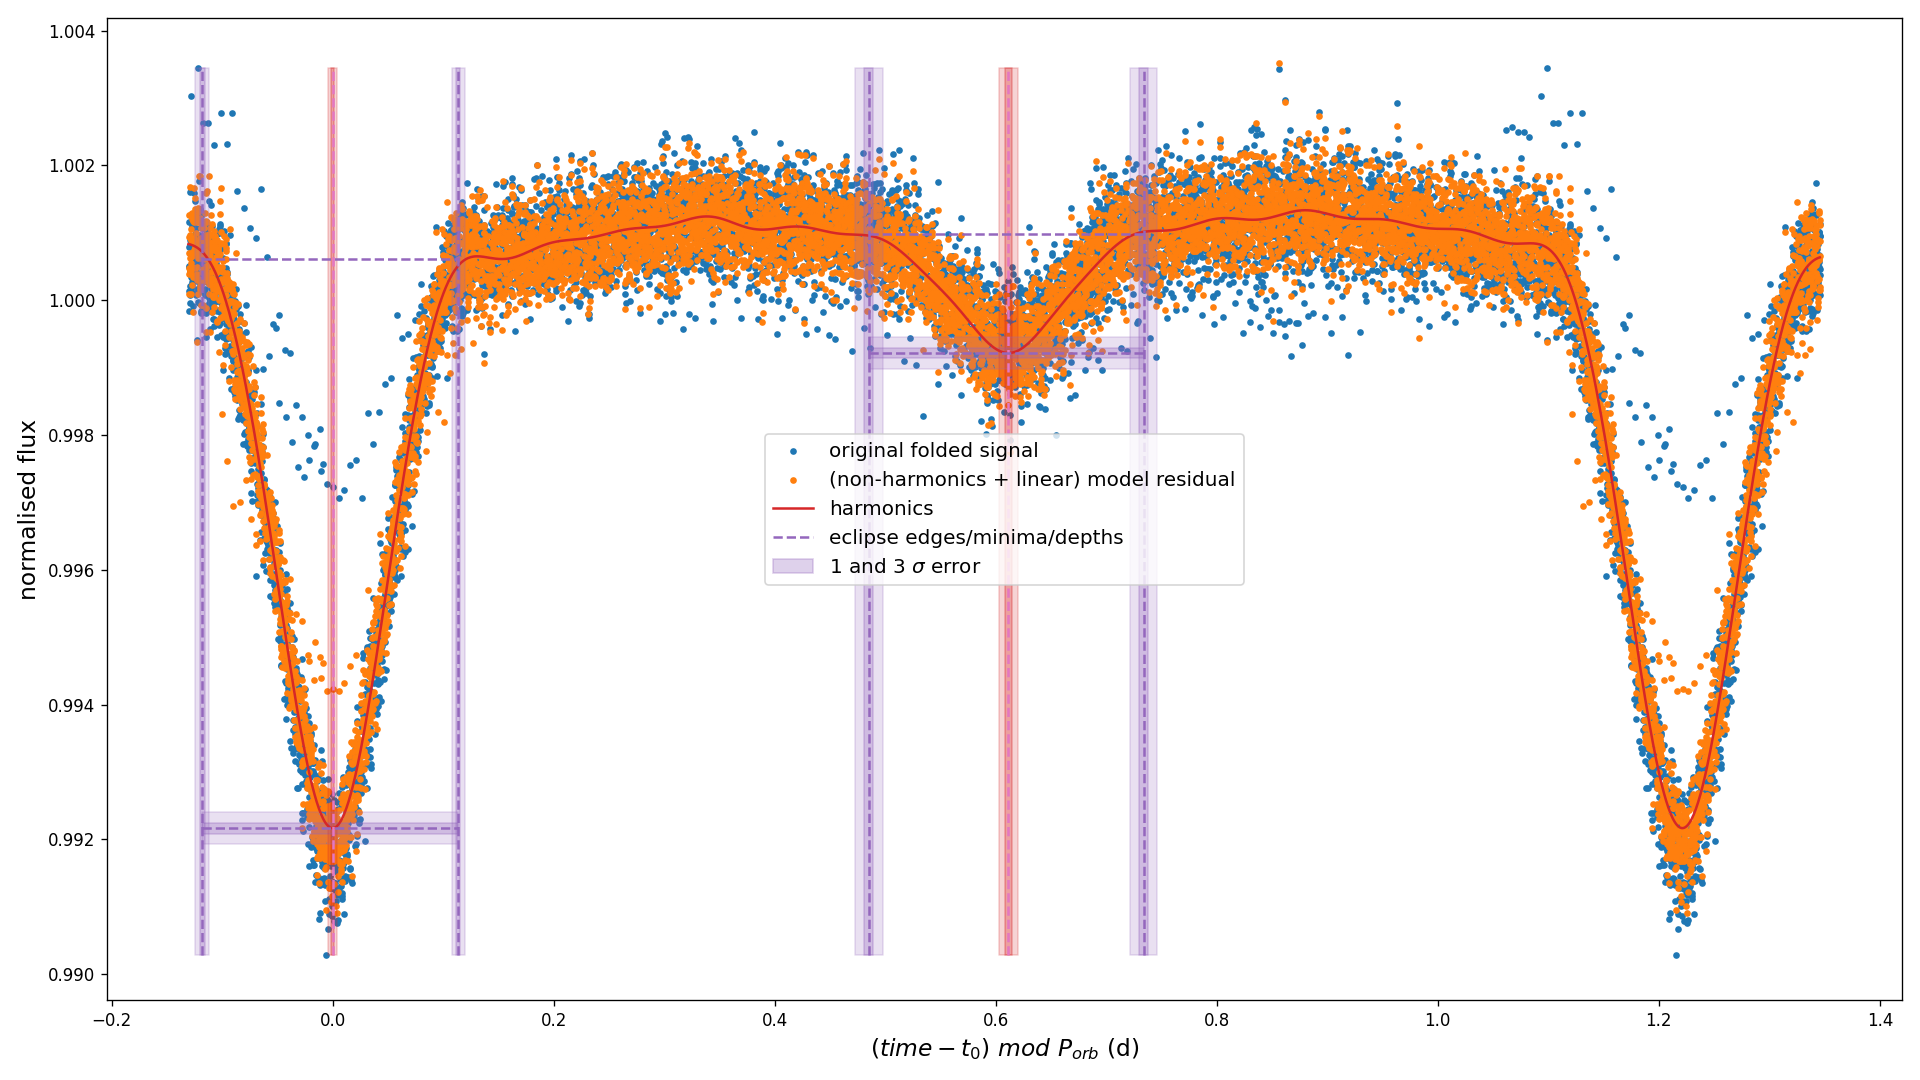 1.004
1.002
1.000
0.998
0.996
0.994
0.992
0.990
normalised flux
original folded signal
(non-harmonics + linear) model residual
harmonics
eclipse edges/minima/depths
1 and 3 σ error
−0.2 0.0 0.2 0.4 0.6 0.8 1.0 1.2 1.4
(time − t₀) mod Pₒᵣb (d)